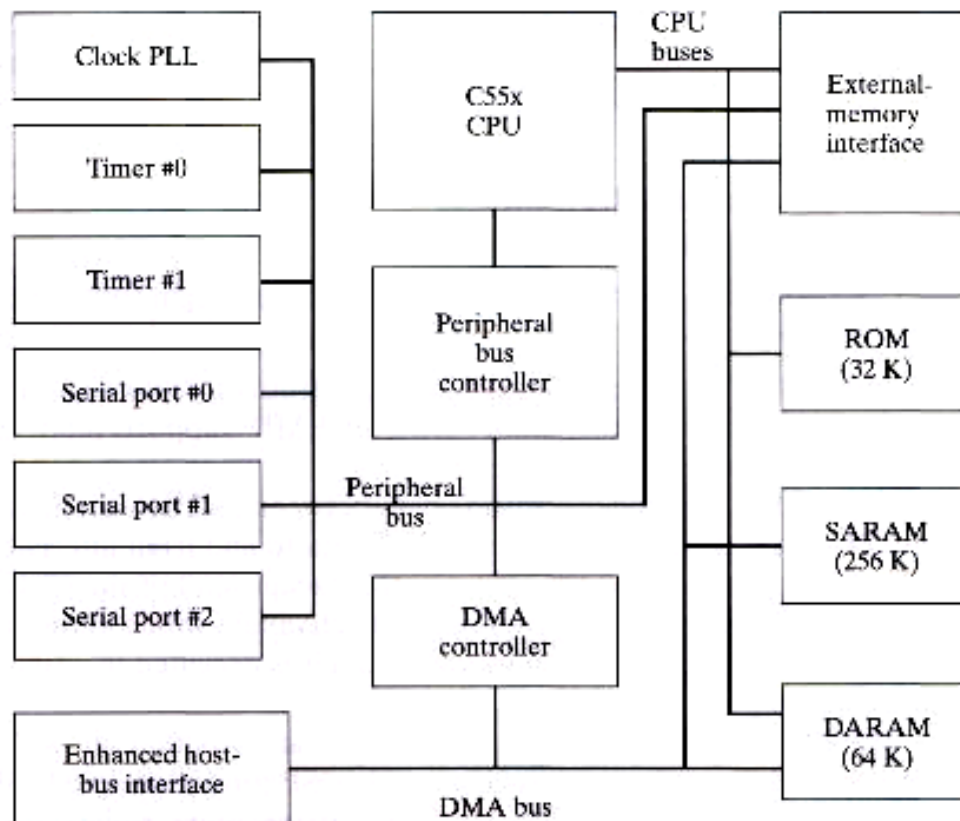 Clock PLL
Timer #0
Timer #1
Serial port #0
Serial port #1
Serial port #2
Enhanced host-
bus interface
C55x
CPU
Peripheral
bus
controller
Peripheral
bus
DMA
controller
DMA bus
CPU
buses
External-
memory
interface
ROM
(32 K)
SARAM
(256 K)
DARAM
(64 K)